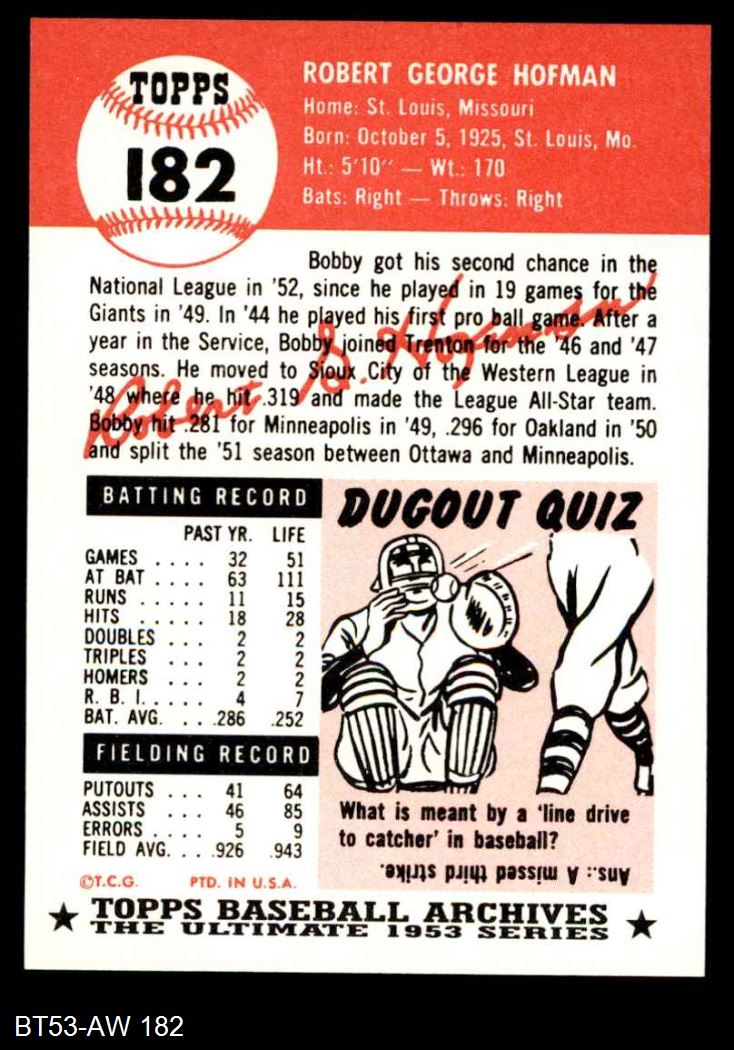 TOPPS
182
ROBERT GEORGE HOFMAN
Home: St. Louis, Missouri
Born: October 5, 1925, St. Louis, Mo.
Ht.: 5'10" — Wt.: 170
Bats: Right — Throws: Right
Bobby got his second chance in the
National League in '52, since he played in 19 games for the
Giants in '49. In '44 he played his first pro ball game. After a
year in the Service, Bobby joined Trenton for the '46 and '47
seasons. He moved to Sioux City of the Western League in
'48 where he hit .319 and made the League All-Star team.
Bobby hit .281 for Minneapolis in '49, .296 for Oakland in '50
and split the '51 season between Ottawa and Minneapolis.
Robert G. Hofman
BATTING RECORD
PAST YR. LIFE
GAMES .... 32 51
AT BAT .... 63 111
RUNS ..... 11 15
HITS ..... 18 28
DOUBLES ... 2 2
TRIPLES ... 2 2
HOMERS ... 2 2
R. B. I. .... 4 7
BAT. AVG. ... .286 .252
FIELDING RECORD
PUTOUTS ... 41 64
ASSISTS ... 46 85
ERRORS .... 5 9
FIELD AVG. ... .926 .943
©T.C.G. PTD. IN U.S.A.
DUGOUT QUIZ
What is meant by a 'line drive
to catcher' in baseball?
Ans.: A missed third strike.
★ TOPPS BASEBALL ARCHIVES ★
THE ULTIMATE 1953 SERIES
BT53-AW 182